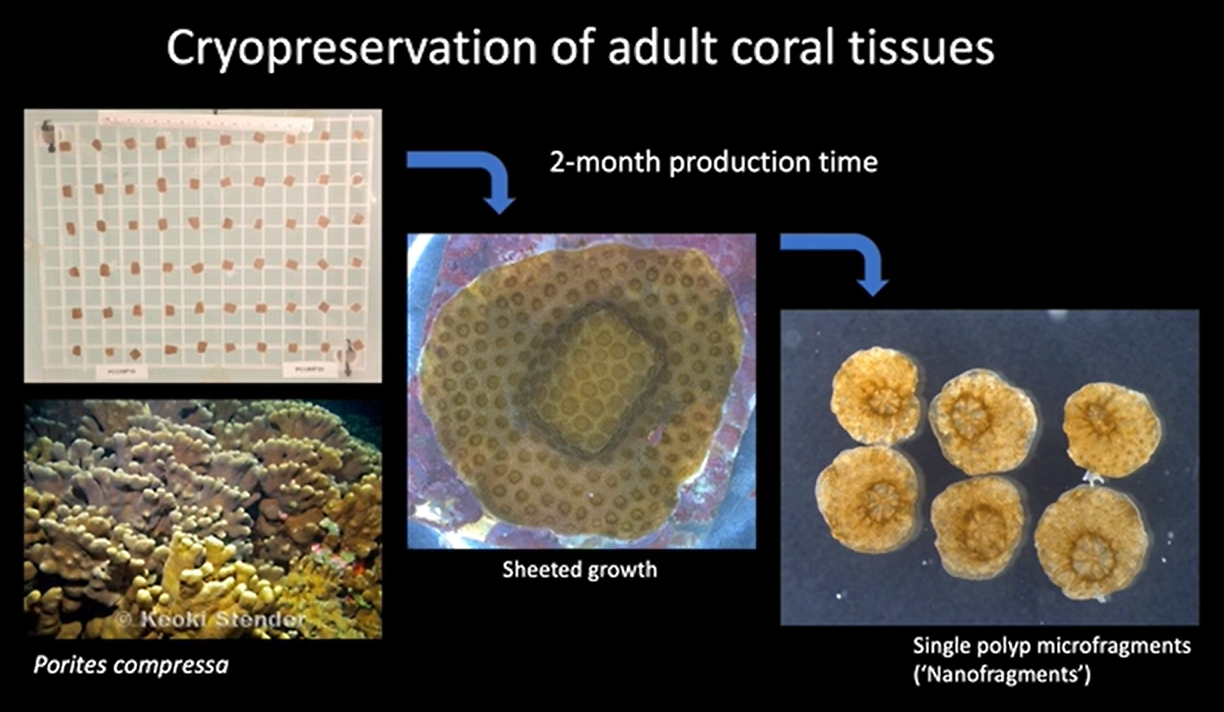 Cryopreservation of adult coral tissues
2-month production time
© Keoki Stender
Porites compressa
Sheeted growth
Single polyp microfragments
('Nanofragments')